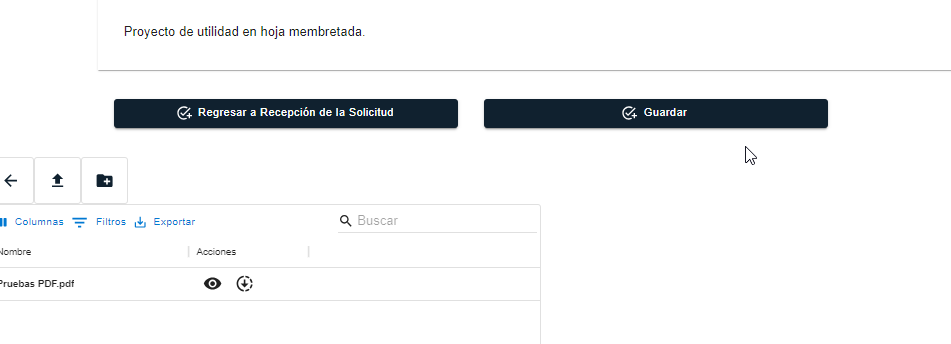 Proyecto de utilidad en hoja membretada.
Regresar a Recepción de la Solicitud
Guardar
Columnas Filtros Exportar Buscar
Nombre Acciones
Pruebas PDF.pdf